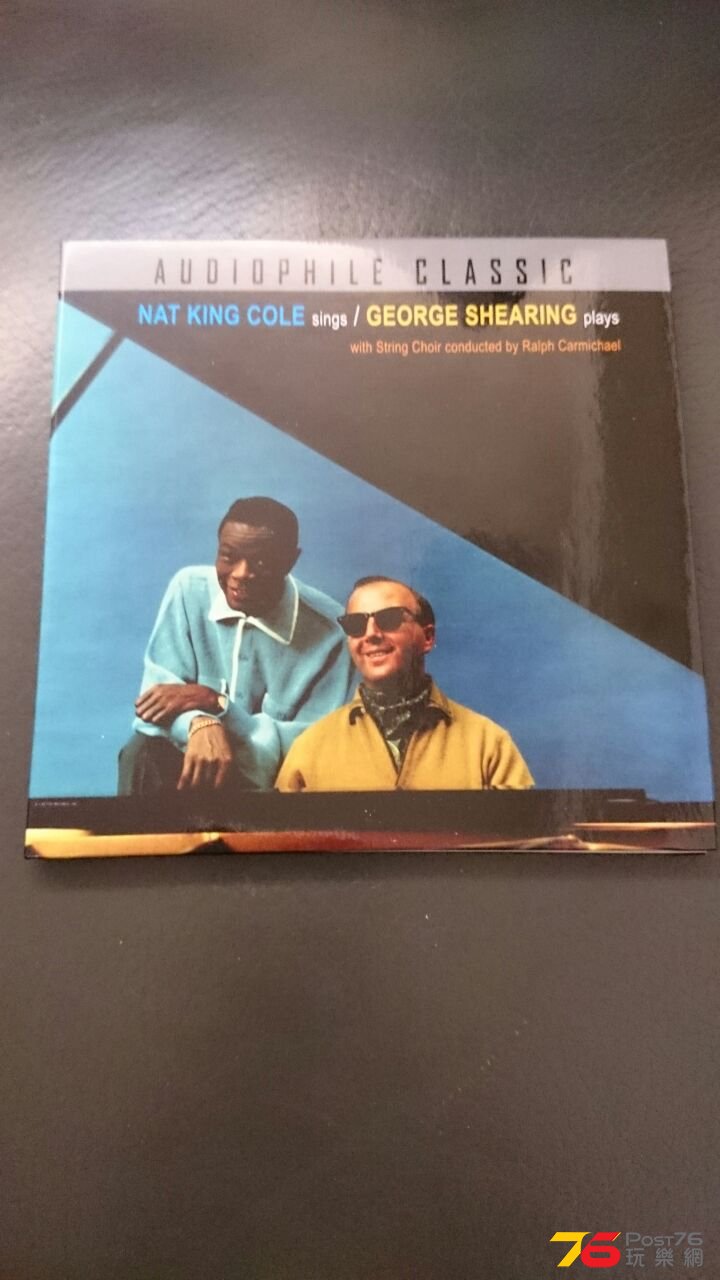 AUDIOPHILE CLASSIC
NAT KING COLE sings / GEORGE SHEARING plays
with String Choir conducted by Ralph Carmichael
76 POST76
玩樂網